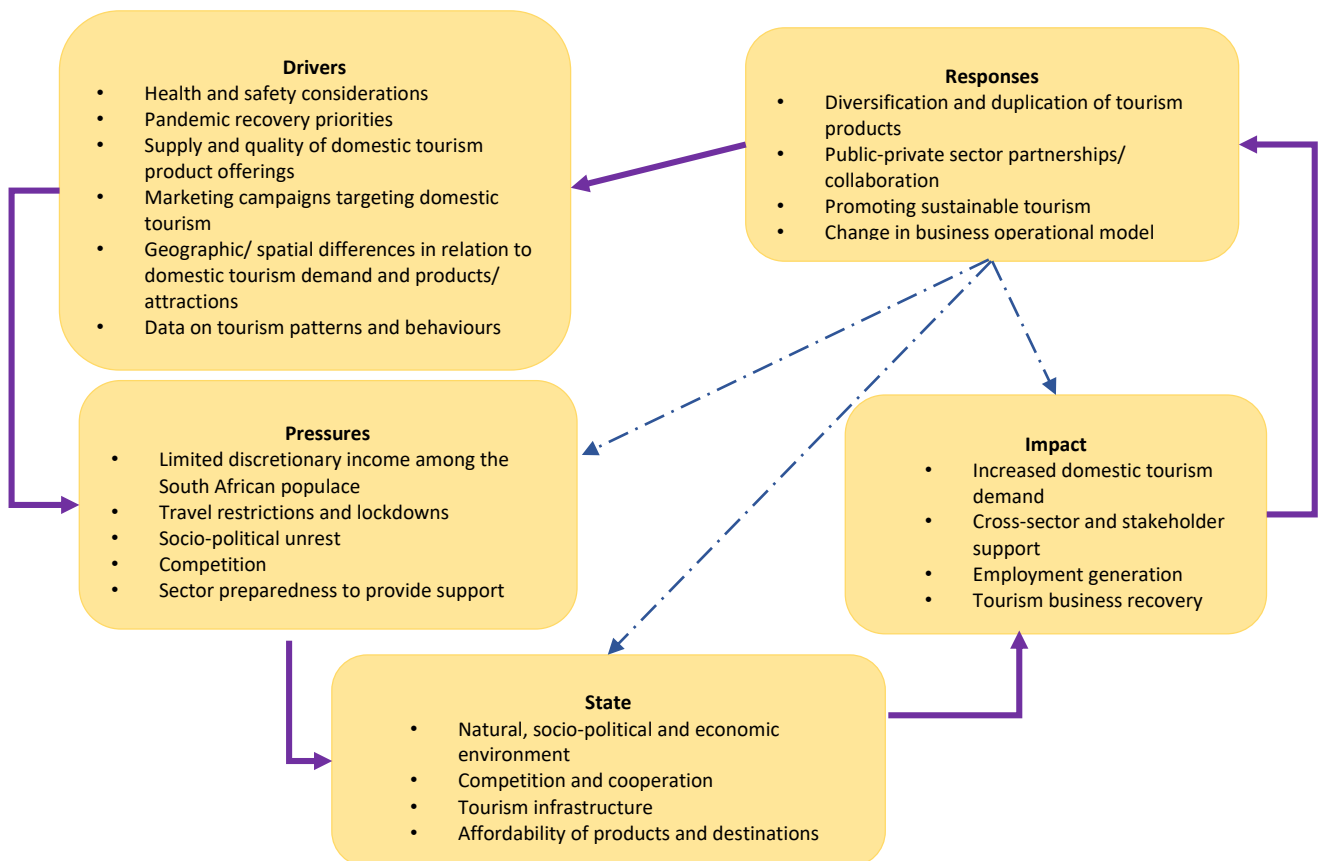 Drivers
• Health and safety considerations
• Pandemic recovery priorities
• Supply and quality of domestic tourism
product offerings
• Marketing campaigns targeting domestic
tourism
• Geographic/ spatial differences in relation to
domestic tourism demand and products/
attractions
• Data on tourism patterns and behaviours
Responses
• Diversification and duplication of tourism
products
• Public-private sector partnerships/
collaboration
• Promoting sustainable tourism
• Change in business operational model
Pressures
• Limited discretionary income among the
South African populace
• Travel restrictions and lockdowns
• Socio-political unrest
• Competition
• Sector preparedness to provide support
Impact
• Increased domestic tourism
demand
• Cross-sector and stakeholder
support
• Employment generation
• Tourism business recovery
State
• Natural, socio-political and economic
environment
• Competition and cooperation
• Tourism infrastructure
• Affordability of products and destinations